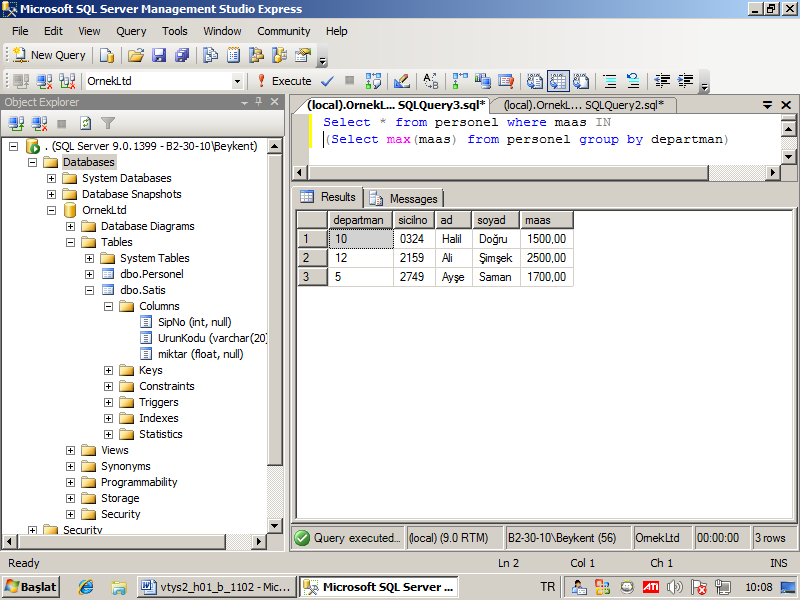 Microsoft SQL Server Management Studio Express
File Edit View Query Tools Window Community Help
New Query
OrnekLtd Execute
Object Explorer
. (SQL Server 9.0.1399 - B2-30-10\Beykent)
Databases
System Databases
Database Snapshots
OrnekLtd
Database Diagrams
Tables
System Tables
dbo.Personel
dbo.Satis
Columns
SipNo (int, null)
UrunKodu (varchar(20)
miktar (float, null)
Keys
Constraints
Triggers
Indexes
Statistics
Views
Synonyms
Programmability
Storage
Security
Security
(local).OrnekL... SQLQuery3.sql* (local).OrnekL... SQLQuery2.sql*
Select * from personel where maas IN
(Select max(maas) from personel group by departman)
Results Messages
departman sicilno ad soyad maas
1 10 0324 Halil Doğru 1500,00
2 12 2159 Ali Şimşek 2500,00
3 5 2749 Ayşe Saman 1700,00
Query executed... (local) (9.0 RTM) B2-30-10\Beykent (56) OrnekLtd 00:00:00 3 rows
Ready Ln 2 Col 1 Ch 1 INS
Başlat vtys2_h01_b_1102 - Mic... Microsoft SQL Server ... TR ATI 10:08